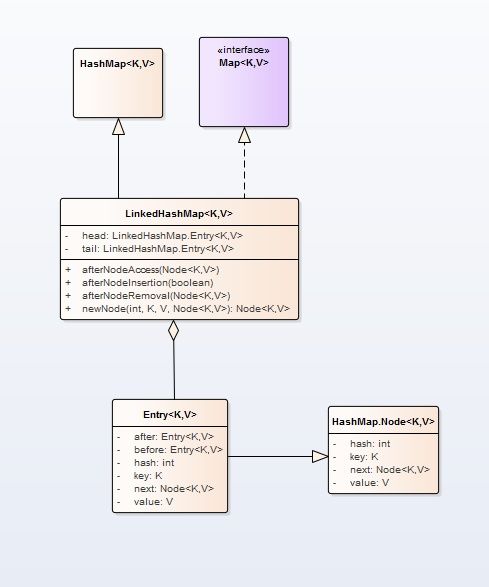 HashMap<K,V>
«interface»
Map<K,V>
LinkedHashMap<K,V>
- head: LinkedHashMap.Entry<K,V>
- tail: LinkedHashMap.Entry<K,V>
+ afterNodeAccess(Node<K,V>)
+ afterNodeInsertion(boolean)
+ afterNodeRemoval(Node<K,V>)
+ newNode(int, K, V, Node<K,V>): Node<K,V>
Entry<K,V>
- after: Entry<K,V>
- before: Entry<K,V>
- hash: int
- key: K
- next: Node<K,V>
- value: V
HashMap.Node<K,V>
- hash: int
- key: K
- next: Node<K,V>
- value: V